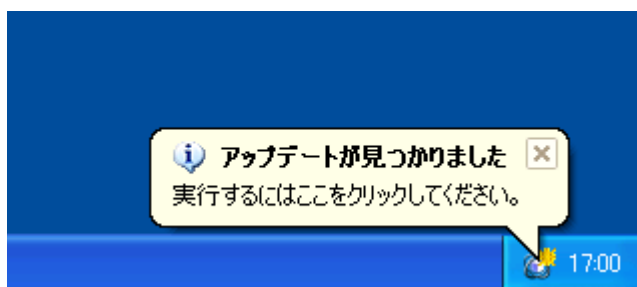 アップデートが見つかりました
実行するにはここをクリックしてください。
17:00